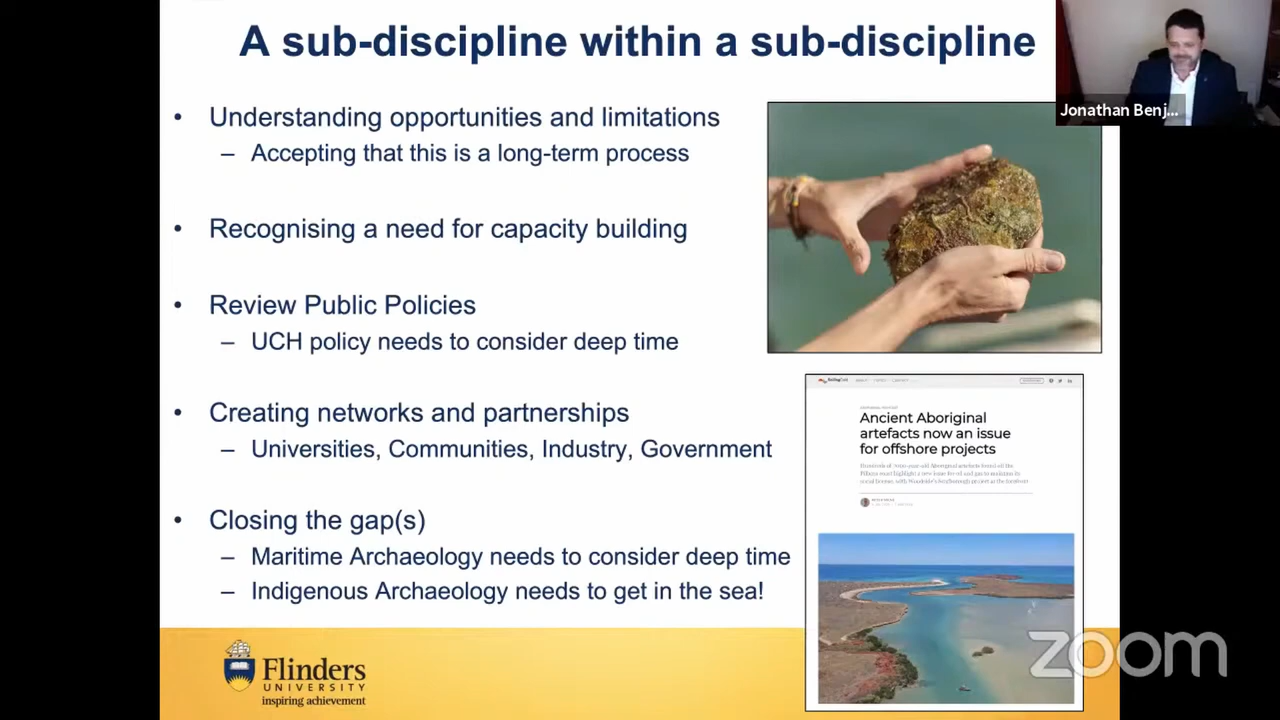 A sub-discipline within a sub-discipline
Jonathan Benj...
• Understanding opportunities and limitations
– Accepting that this is a long-term process
• Recognising a need for capacity building
• Review Public Policies
– UCH policy needs to consider deep time
• Creating networks and partnerships
– Universities, Communities, Industry, Government
• Closing the gap(s)
– Maritime Archaeology needs to consider deep time
– Indigenous Archaeology needs to get in the sea!
Ancient Aboriginal
artefacts now an issue
for offshore projects
Flinders
UNIVERSITY
inspiring achievement
zoom